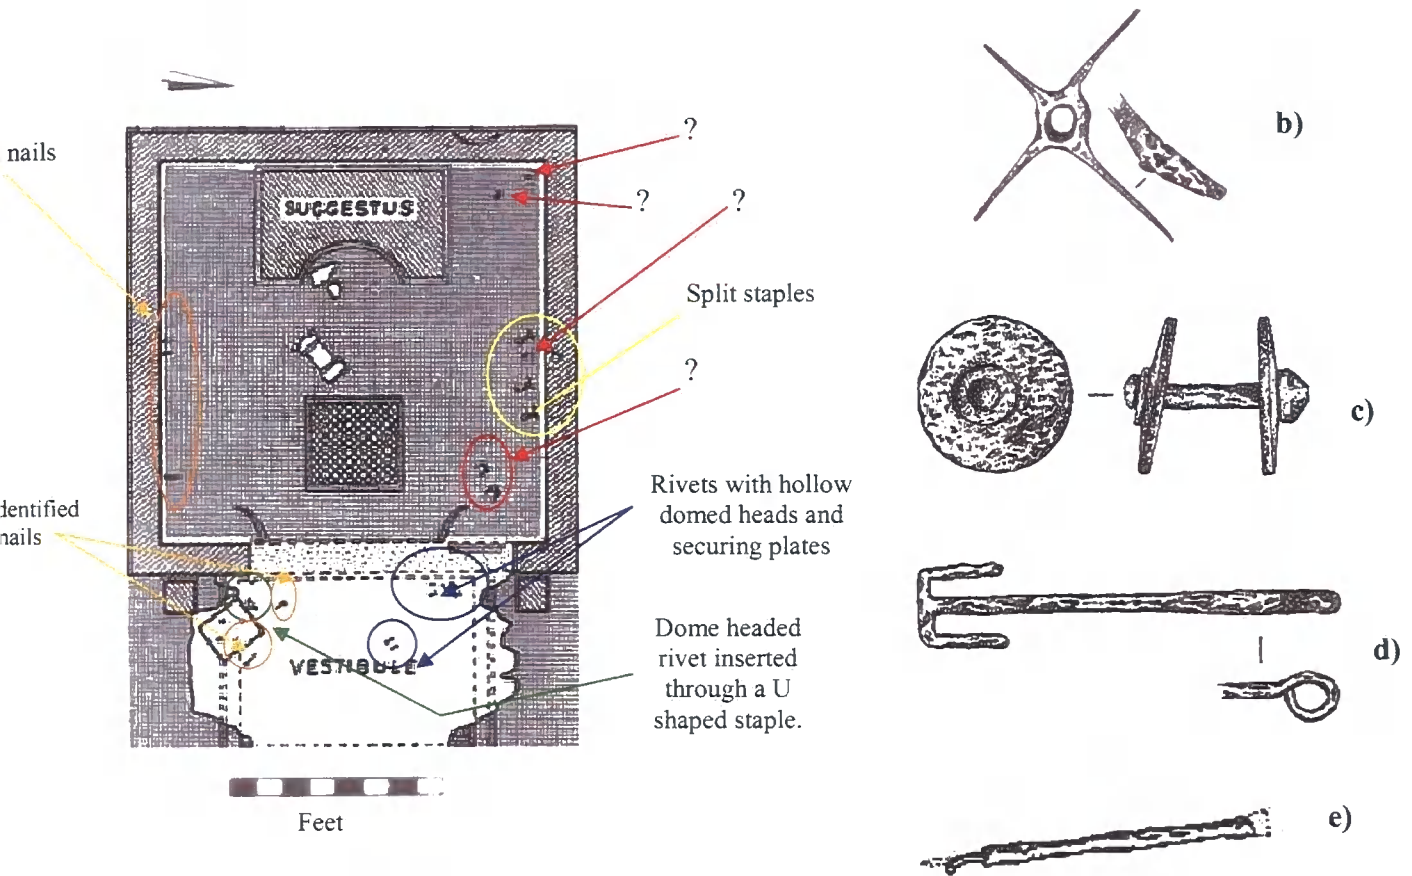 nails
?
?
?
SUGGESTUS
Split staples
?
dentified
nails
Rivets with hollow
domed heads and
securing plates
VESTIBULE
Dome headed
rivet inserted
through a U
shaped staple.
Feet
b)
c)
d)
e)